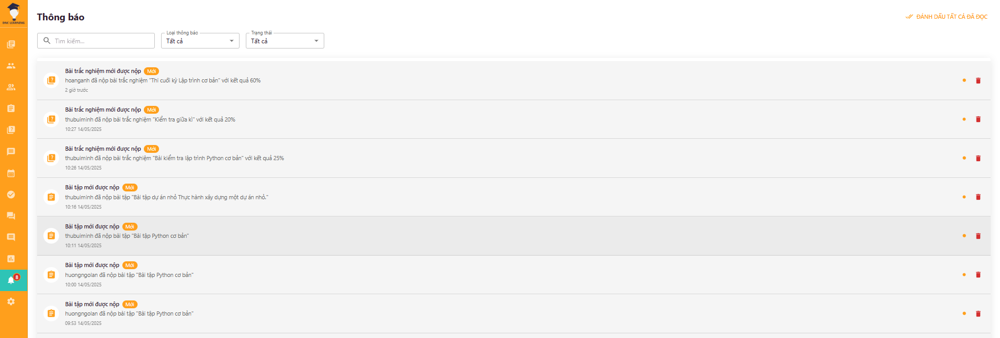 DNC LEARNING
Thông báo
ĐÁNH DẤU TẤT CẢ ĐÃ ĐỌC
Tìm kiếm...
Loại thông báo
Tất cả
Trạng thái
Tất cả
Bài trắc nghiệm mới được nộp Mới
hoanganh đã nộp bài trắc nghiệm "Thi cuối kỳ Lập trình cơ bản" với kết quả 60%
2 giờ trước
Bài trắc nghiệm mới được nộp Mới
thubuiminh đã nộp bài trắc nghiệm "Kiểm tra giữa kì" với kết quả 20%
10:27 14/05/2025
Bài trắc nghiệm mới được nộp Mới
thubuiminh đã nộp bài trắc nghiệm "Bài kiểm tra lập trình Python cơ bản" với kết quả 25%
10:26 14/05/2025
Bài tập mới được nộp Mới
thubuiminh đã nộp bài tập "Bài tập dự án nhỏ Thực hành xây dựng một dự án nhỏ."
10:16 14/05/2025
Bài tập mới được nộp Mới
thubuiminh đã nộp bài tập "Bài tập Python cơ bản"
10:11 14/05/2025
Bài tập mới được nộp Mới
huongngolan đã nộp bài tập "Bài tập Python cơ bản"
10:00 14/05/2025
8
Bài tập mới được nộp Mới
huongngolan đã nộp bài tập "Bài tập Python cơ bản"
09:53 14/05/2025